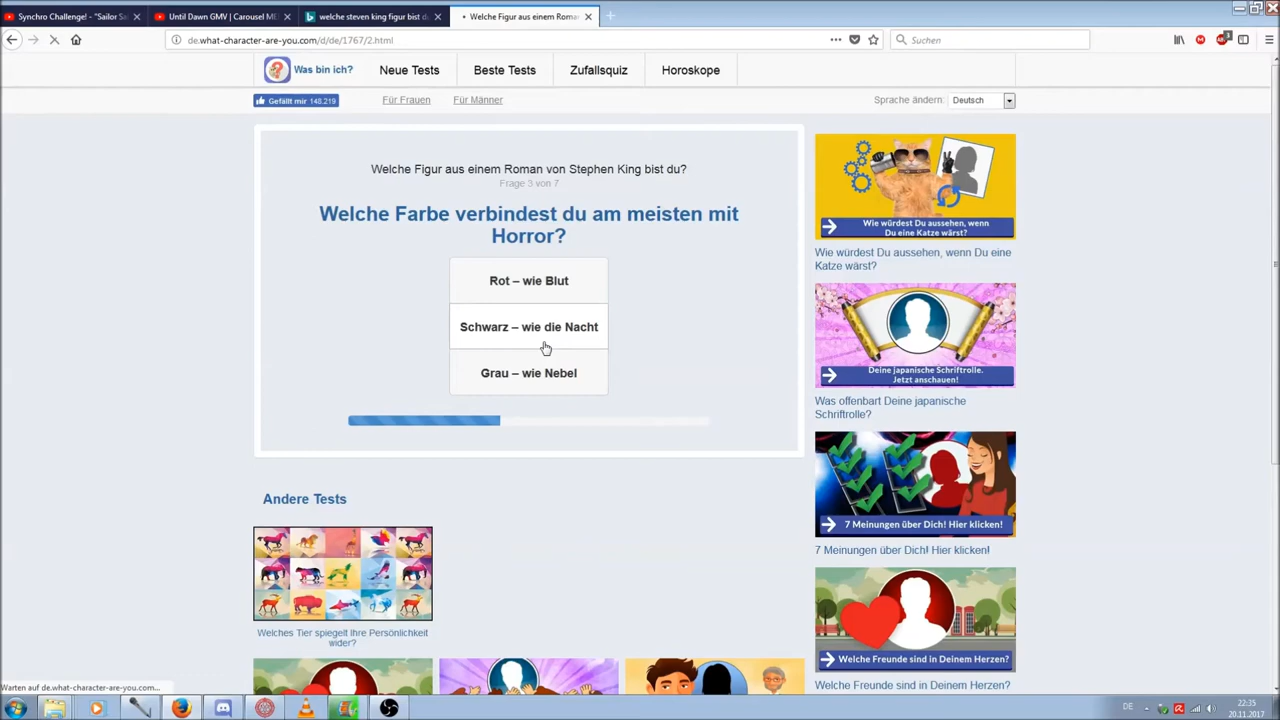 Synchro Challenge! - "Sailor Sa
Until Dawn GMV | Carousel ME
welche steven king figur bist d
Welche Figur aus einem Roman
de.what-character-are-you.com/d/de/1767/2.html
Suchen
Was bin ich?
Neue Tests
Beste Tests
Zufallsquiz
Horoskope
Gefällt mir 148.219
Für Frauen
Für Männer
Sprache ändern:
Deutsch
Welche Figur aus einem Roman von Stephen King bist du?
Frage 3 von 7
Welche Farbe verbindest du am meisten mit
Horror?
Rot – wie Blut
Schwarz – wie die Nacht
Grau – wie Nebel
Wie würdest Du aussehen, wenn
Du eine Katze wärst?
Wie würdest Du aussehen, wenn Du eine
Katze wärst?
Deine japanische Schriftrolle.
Jetzt anschauen!
Was offenbart Deine japanische
Schriftrolle?
7 Meinungen über Dich! Hier klicken!
7 Meinungen über Dich! Hier klicken!
Welche Freunde sind in Deinem Herzen?
Welche Freunde sind in Deinem Herzen?
Andere Tests
Welches Tier spiegelt Ihre Persönlichkeit
wider?
Warten auf de.what-character-are-you.com...
DE
22:35
20.11.2017